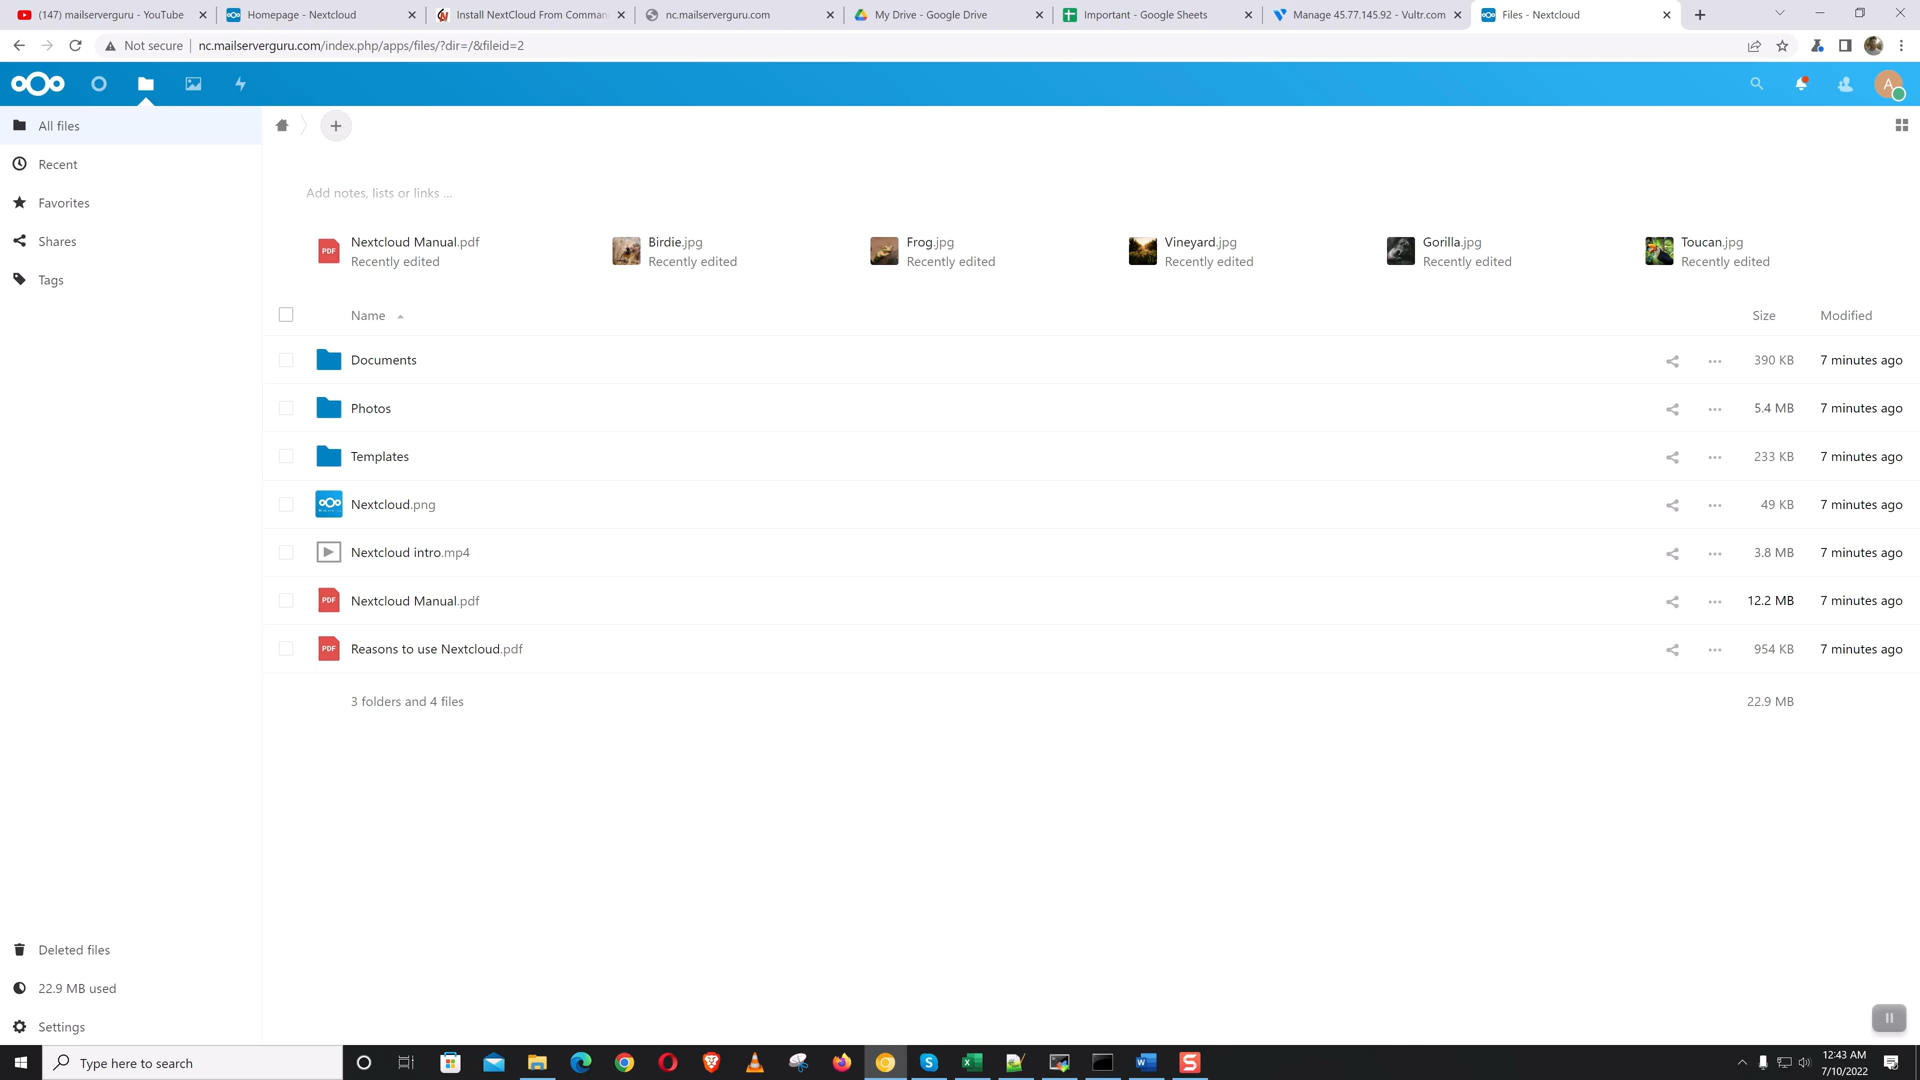 (147) mailserverguru - YouTube
Homepage - Nextcloud
Install NextCloud From Comman
nc.mailserverguru.com
My Drive - Google Drive
Important - Google Sheets
Manage 45.77.145.92 - Vultr.com
Files - Nextcloud
Not secure
nc.mailserverguru.com/index.php/apps/files/?dir=/&fileid=2
A
All files
Recent
Favorites
Shares
Tags
Add notes, lists or links ...
PDF
Nextcloud Manual.pdf
Recently edited
Birdie.jpg
Recently edited
Frog.jpg
Recently edited
Vineyard.jpg
Recently edited
Gorilla.jpg
Recently edited
Toucan.jpg
Recently edited
Name Size Modified
Documents 390 KB 7 minutes ago
Photos 5.4 MB 7 minutes ago
Templates 233 KB 7 minutes ago
Nextcloud.png 49 KB 7 minutes ago
Nextcloud intro.mp4 3.8 MB 7 minutes ago
PDF Nextcloud Manual.pdf 12.2 MB 7 minutes ago
PDF Reasons to use Nextcloud.pdf 954 KB 7 minutes ago
3 folders and 4 files 22.9 MB
Deleted files
22.9 MB used
Settings
Type here to search
12:43 AM
7/10/2022